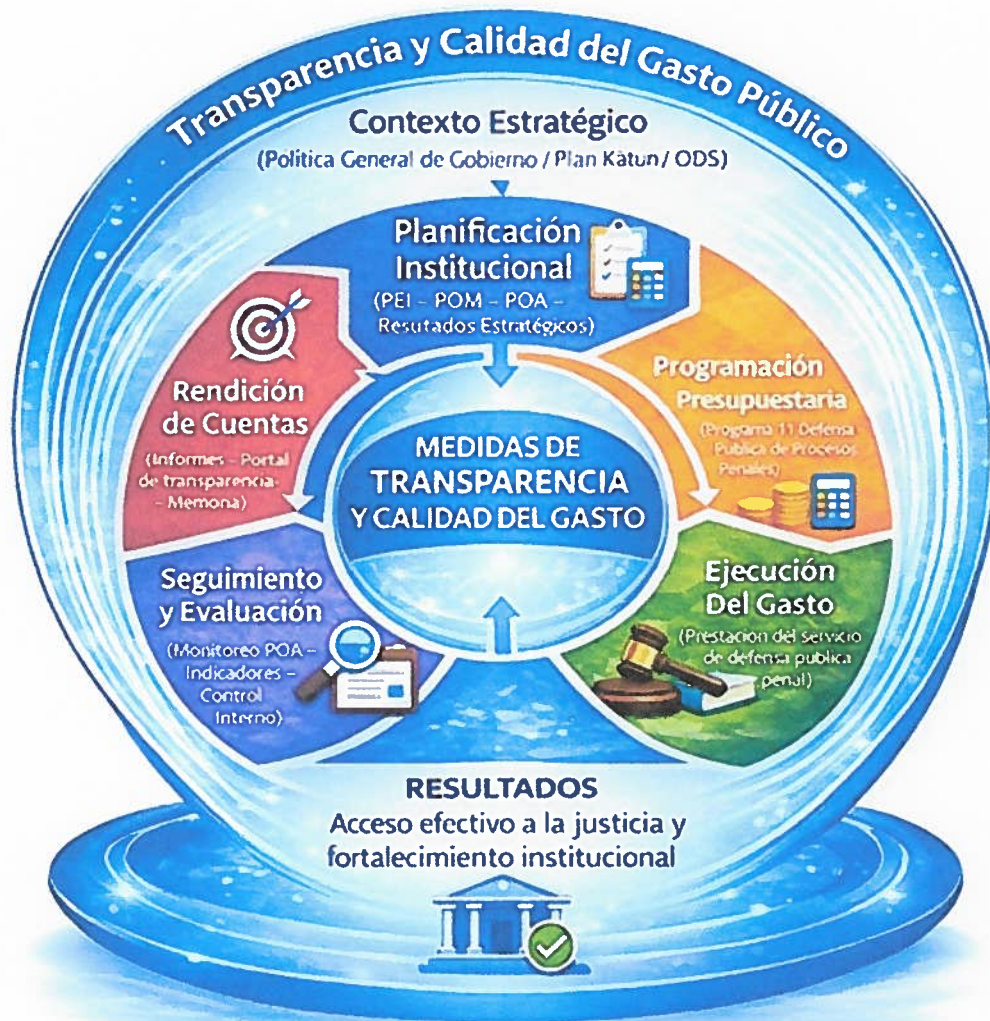 Transparencia y Calidad del Gasto Público
Contexto Estratégico
(Política General de Gobierno / Plan Katun / ODS)
Planificación
Institucional
(PEI – POM – POA –
Resutados Estratégicos)
Programación
Presupuestaria
(Programa 11 Defensa
Publica de Procesos
Penales)
Ejecución
Del Gasto
(Prestacion del servicio
de defensa publica
penal)
Seguimiento
y Evaluación
(Monitoreo POA –
Indicadores –
Control
Interno)
Rendición
de Cuentas
(Informes – Portal
de transparencia-
- Memona)
MEDIDAS DE
TRANSPARENCIA
Y CALIDAD DEL GASTO
RESULTADOS
Acceso efectivo a la justicia y
fortalecimiento institucional